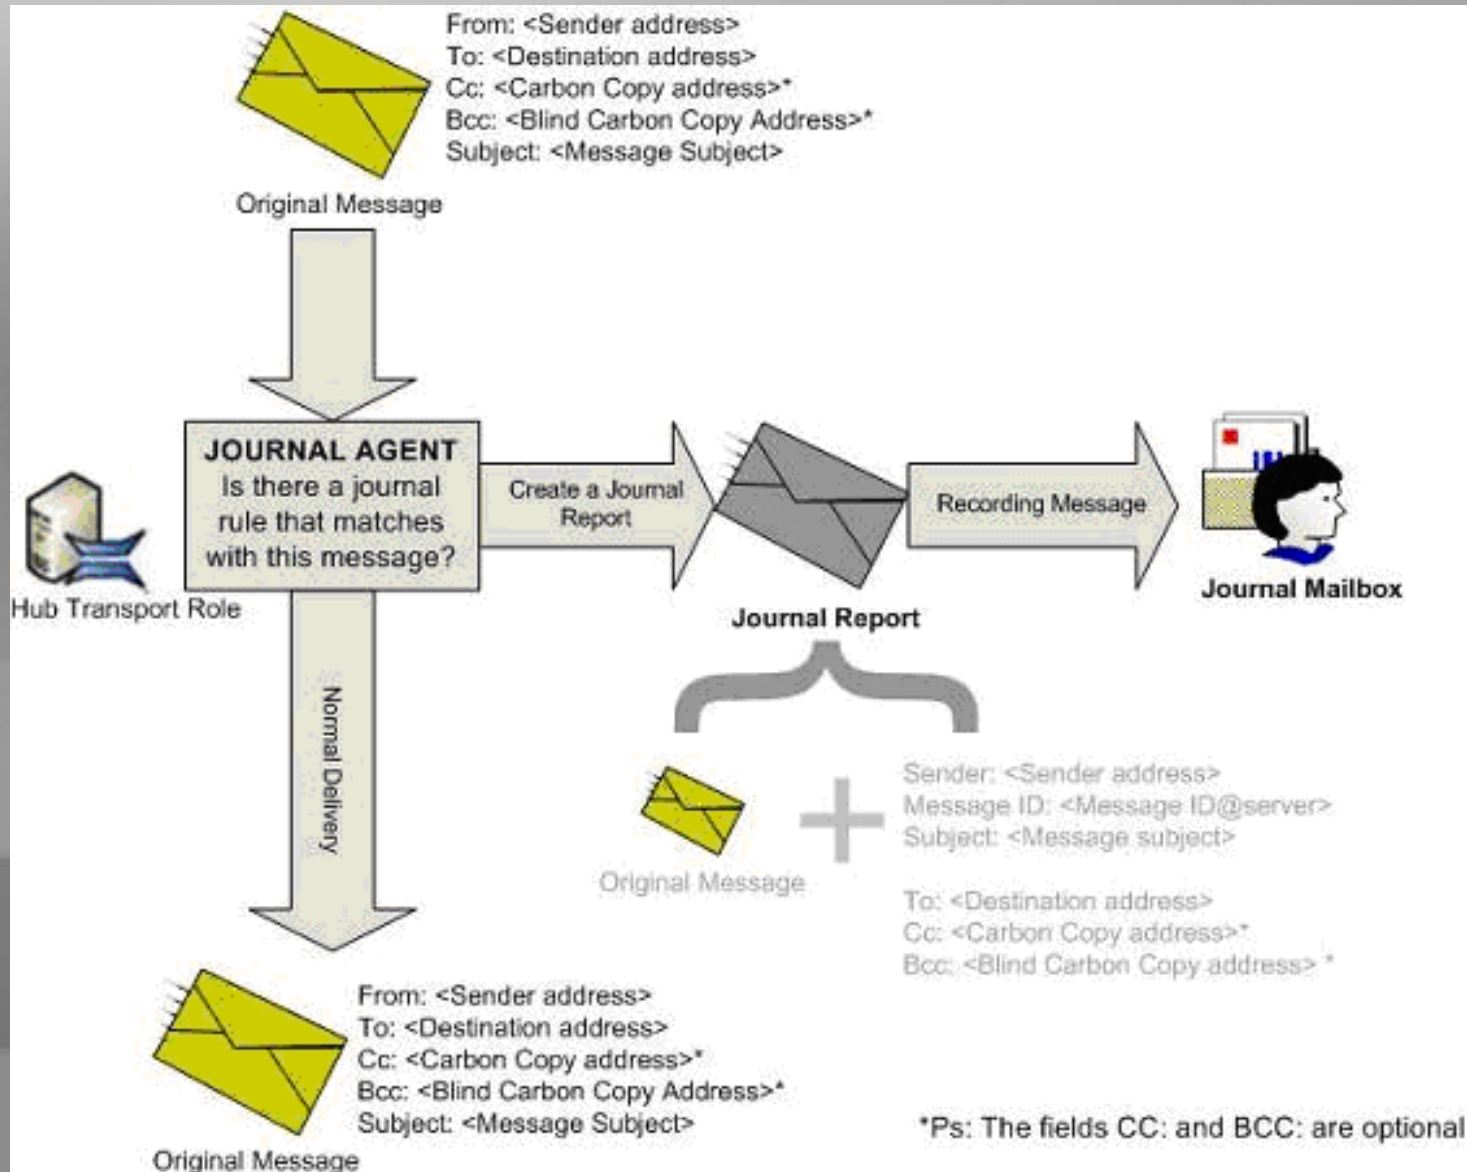 From: <Sender address>
To: <Destination address>
Cc: <Carbon Copy address>*
Bcc: <Blind Carbon Copy Address>*
Subject: <Message Subject>
Original Message
JOURNAL AGENT
Is there a journal
rule that matches
with this message?
Create a Journal
Report
Recording Message
Hub Transport Role
Journal Report
Journal Mailbox
Normal Delivery
Original Message
Sender: <Sender address>
Message ID: <Message ID@server>
Subject: <Message subject>
To: <Destination address>
Cc: <Carbon Copy address>*
Bcc: <Blind Carbon Copy address> *
From: <Sender address>
To: <Destination address>
Cc: <Carbon Copy address>*
Bcc: <Blind Carbon Copy Address>*
Subject: <Message Subject>
Original Message
*Ps: The fields CC: and BCC: are optional